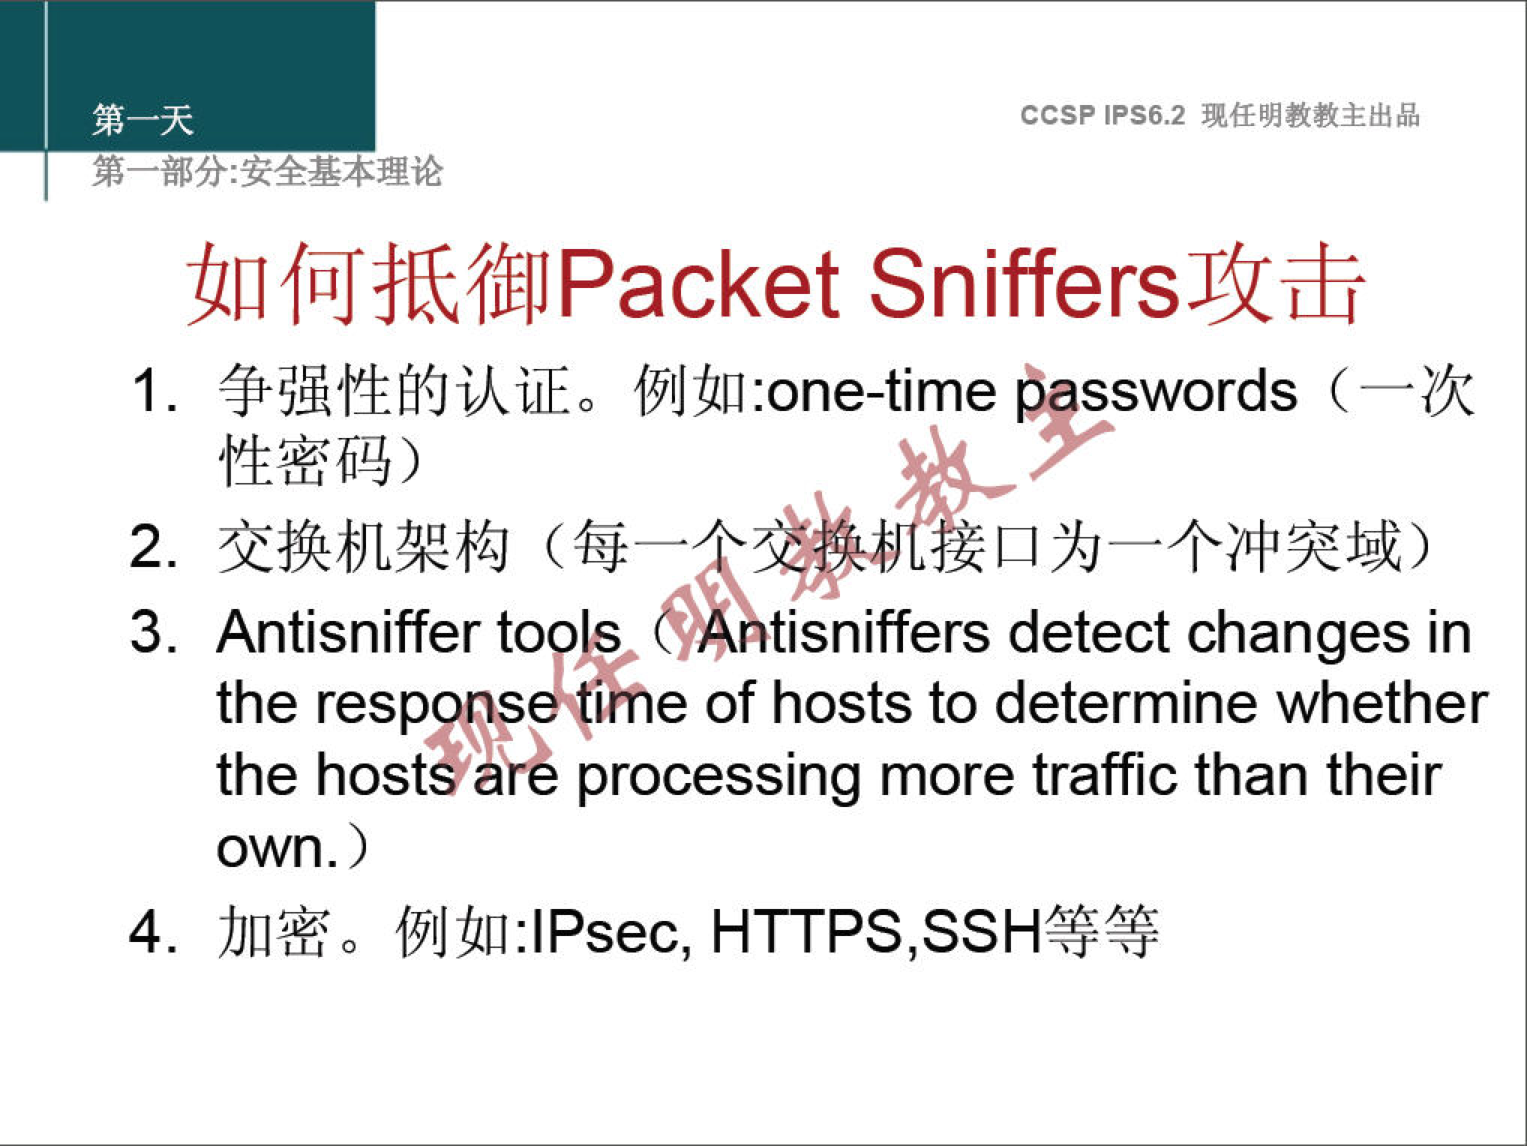 第一天
CCSP IPS6.2 现任明教教主出品
第一部分:安全基本理论
如何抵御Packet Sniffers攻击
1. 争强性的认证。例如:one-time passwords（一次
性密码）
2. 交换机架构（每一个交换机接口为一个冲突域）
3. Antisniffer tools（ Antisniffers detect changes in
the response time of hosts to determine whether
the hosts are processing more traffic than their
own.）
4. 加密。例如:IPsec, HTTPS,SSH等等
现任明教教主